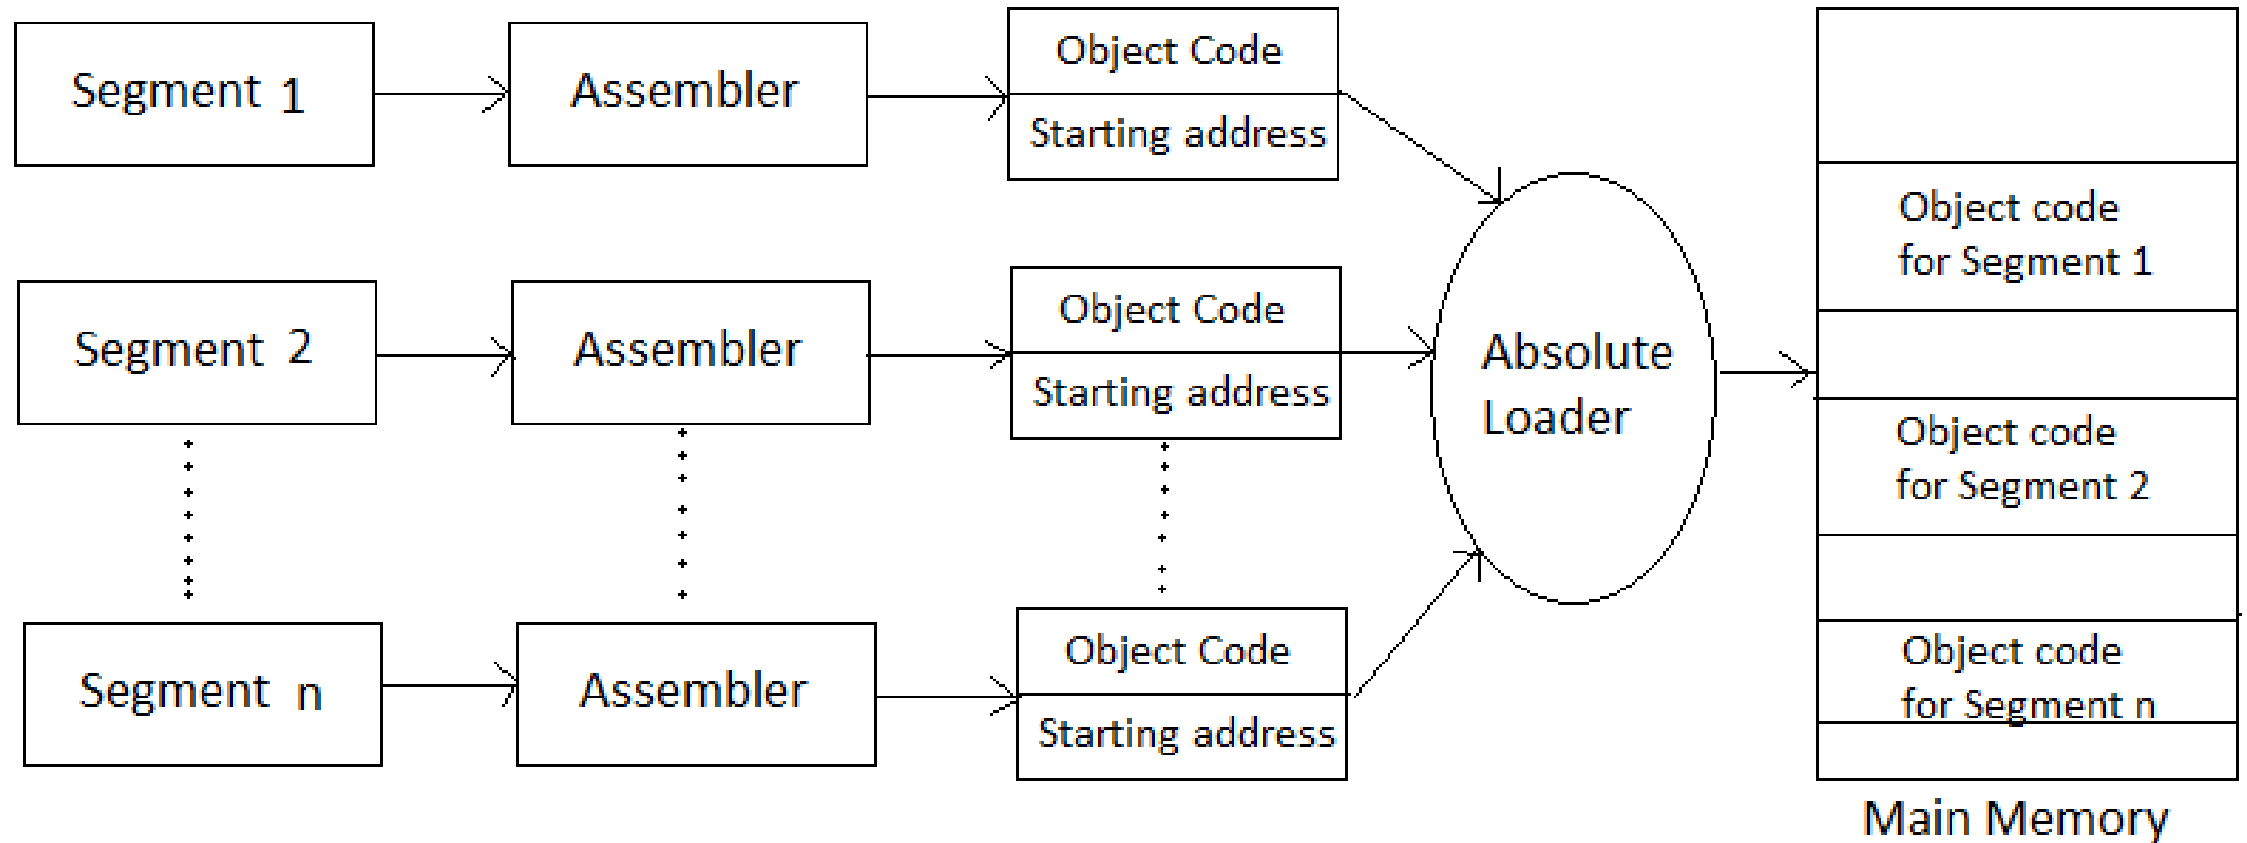 Segment 1
Assembler
Object Code
Starting address
Segment 2
Assembler
Object Code
Starting address
Segment n
Assembler
Object Code
Starting address
Absolute
Loader
Object code
for Segment 1
Object code
for Segment 2
Object code
for Segment n
Main Memory